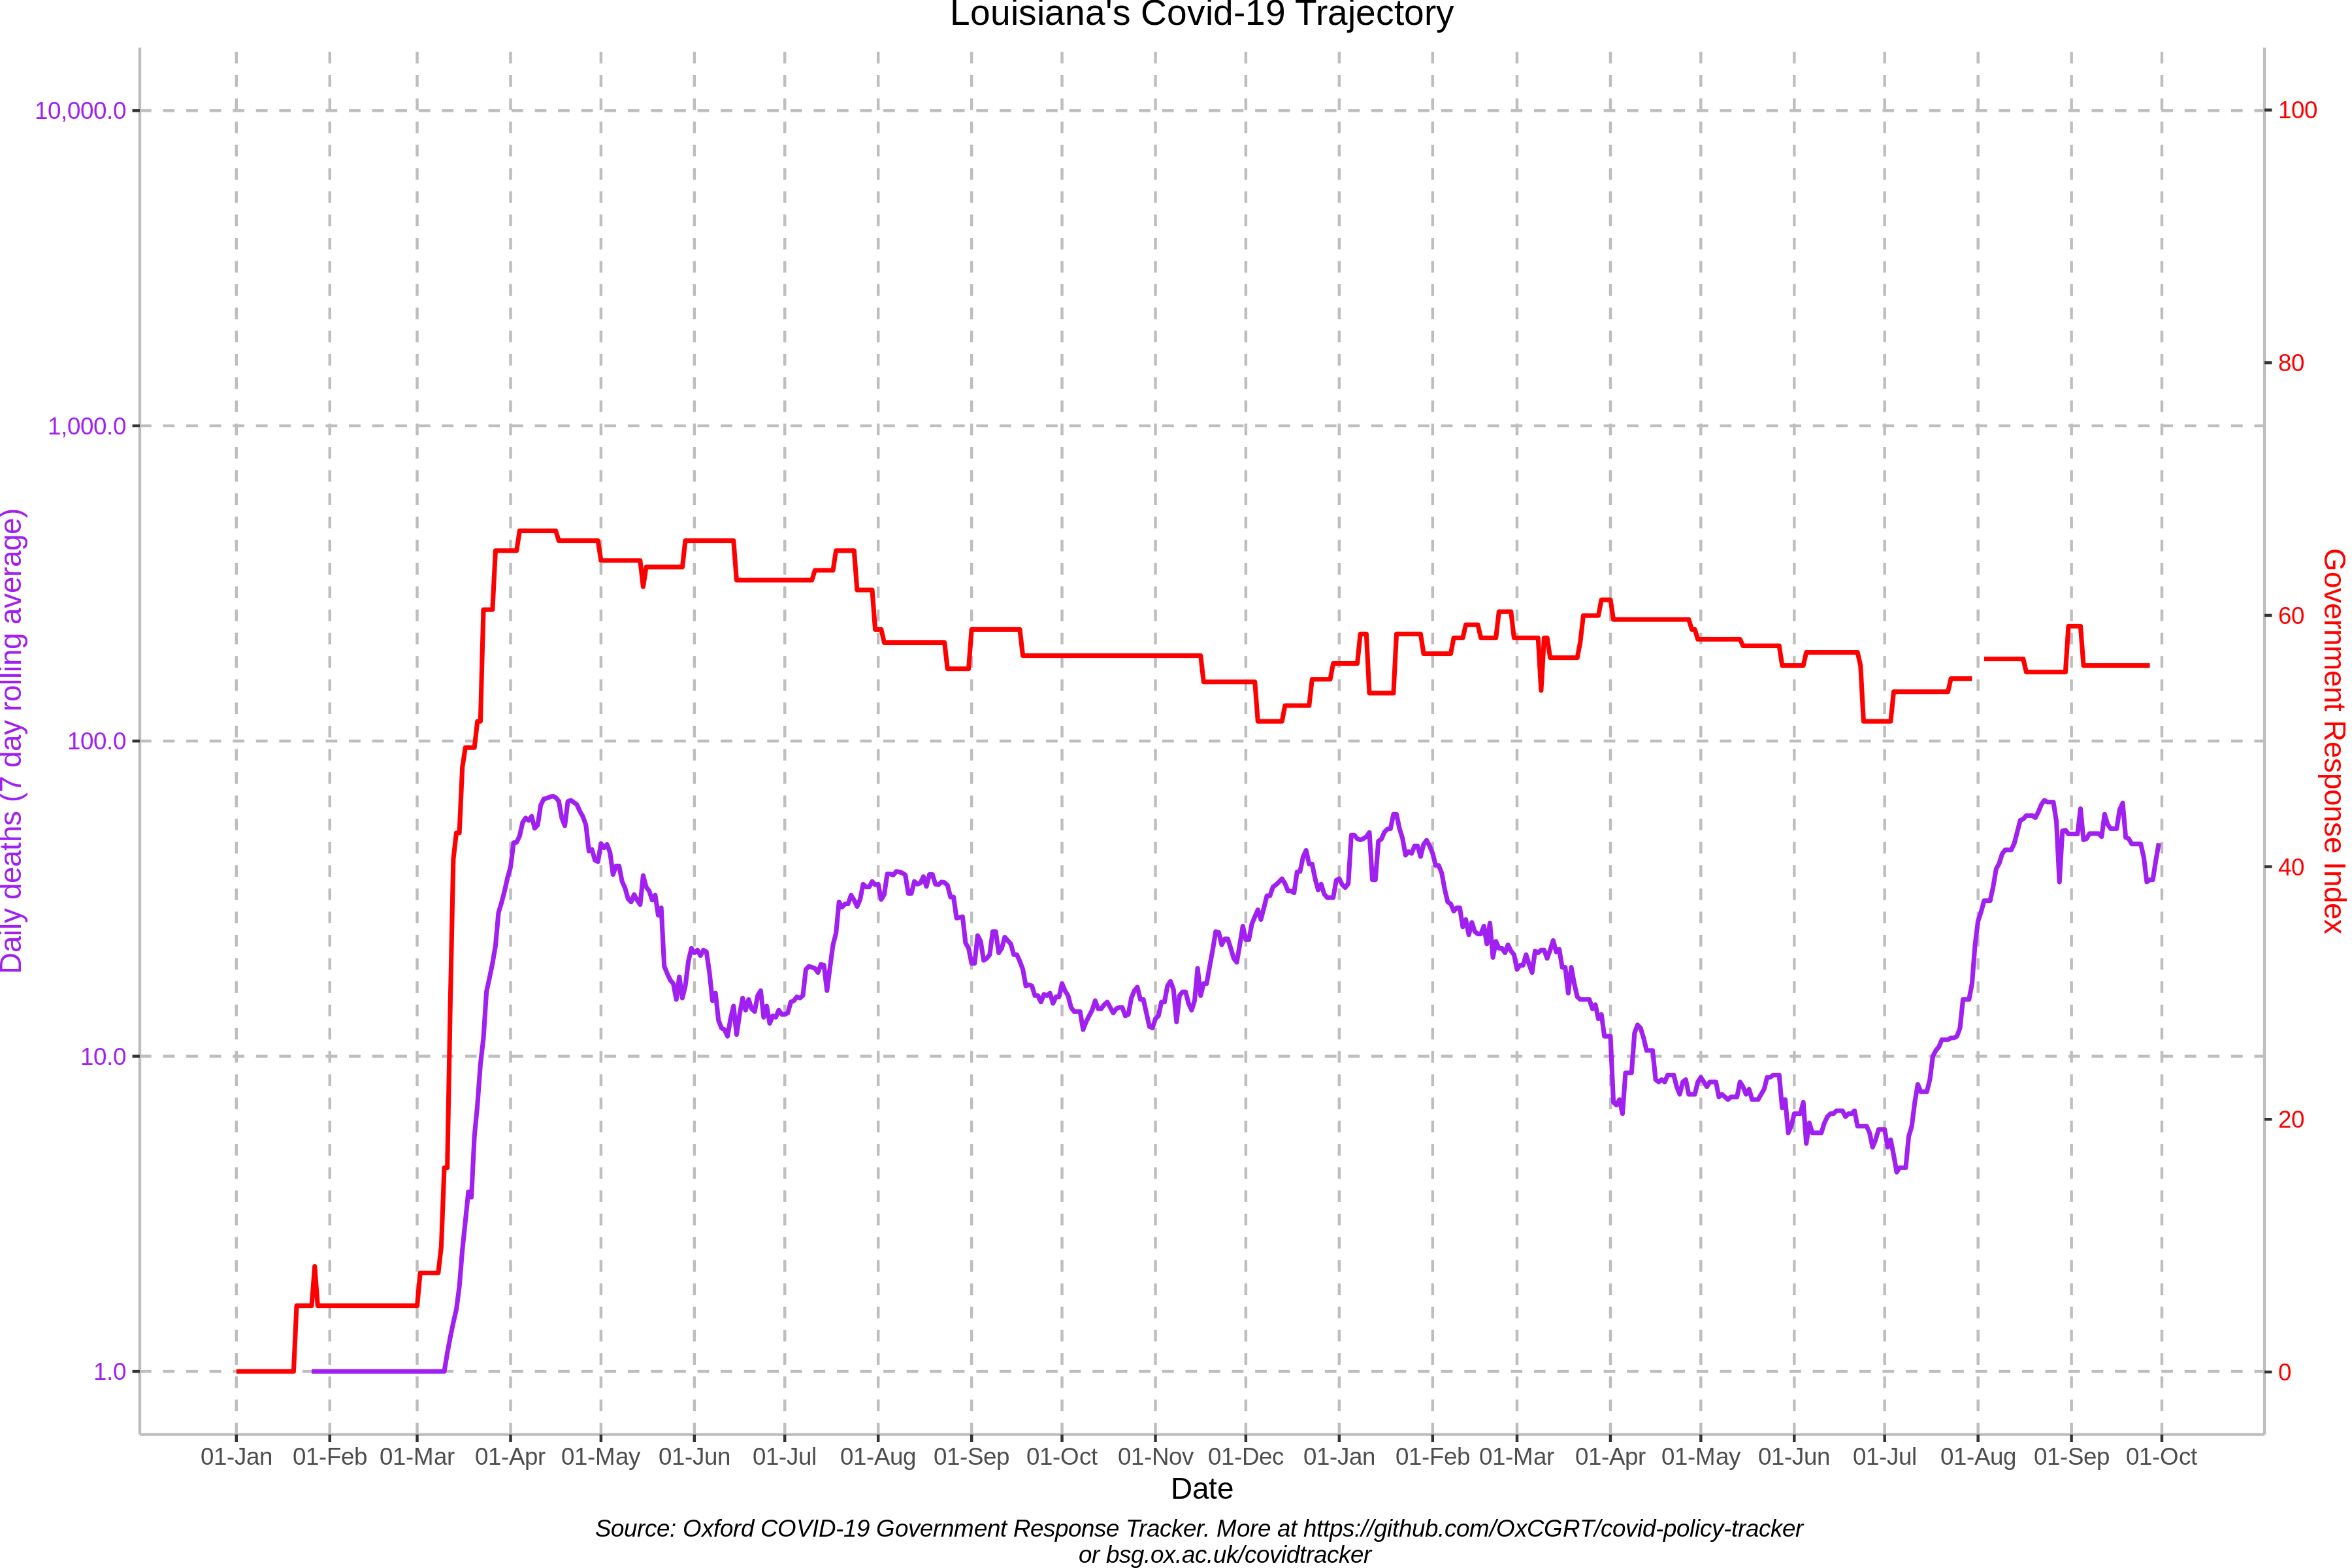 Louisiana's Covid-19 Trajectory
10,000.0
1,000.0
100.0
10.0
1.0
Daily deaths (7 day rolling average)
100
80
60
40
20
0
Government Response Index
01-Jan 01-Feb 01-Mar 01-Apr 01-May 01-Jun 01-Jul 01-Aug 01-Sep 01-Oct 01-Nov 01-Dec 01-Jan 01-Feb 01-Mar 01-Apr 01-May 01-Jun 01-Jul 01-Aug 01-Sep 01-Oct
Date
Source: Oxford COVID-19 Government Response Tracker. More at https://github.com/OxCGRT/covid-policy-tracker
or bsg.ox.ac.uk/covidtracker